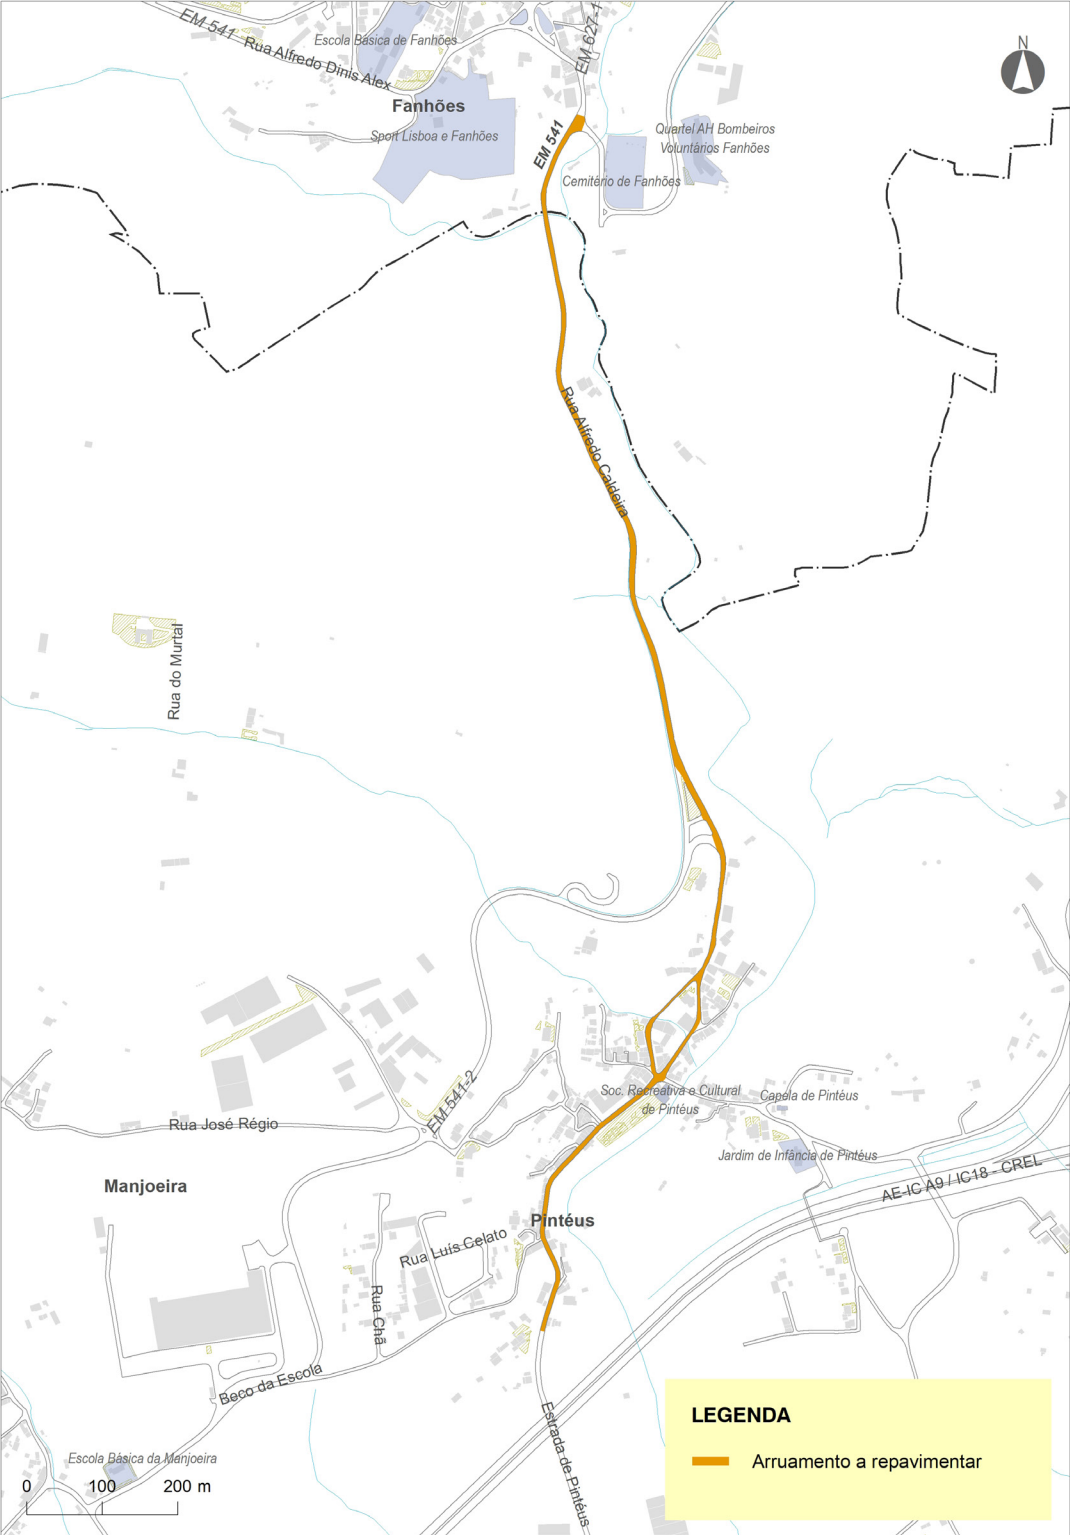 EM 541 - Rua Alfredo Dinis Alex
Escola Básica de Fanhões
EM 627-1
N
Fanhões
Sport Lisboa e Fanhões
EM 541
Quartel AH Bombeiros
Voluntários Fanhões
Cemitério de Fanhões
Rua Alfredo Caldeira
Rua do Murtal
EM 541-2
Soc. Recreativa e Cultural
de Pintéus
Capela de Pintéus
Rua José Régio
Jardim de Infância de Pintéus
AE-IC A9 / IC18 - CREL
Manjoeira
Pintéus
Rua Luís Celato
Rua Chã
Beco da Escola
Estrada de Pintéus
Escola Básica da Manjoeira
0 100 200 m
LEGENDA
Arruamento a repavimentar